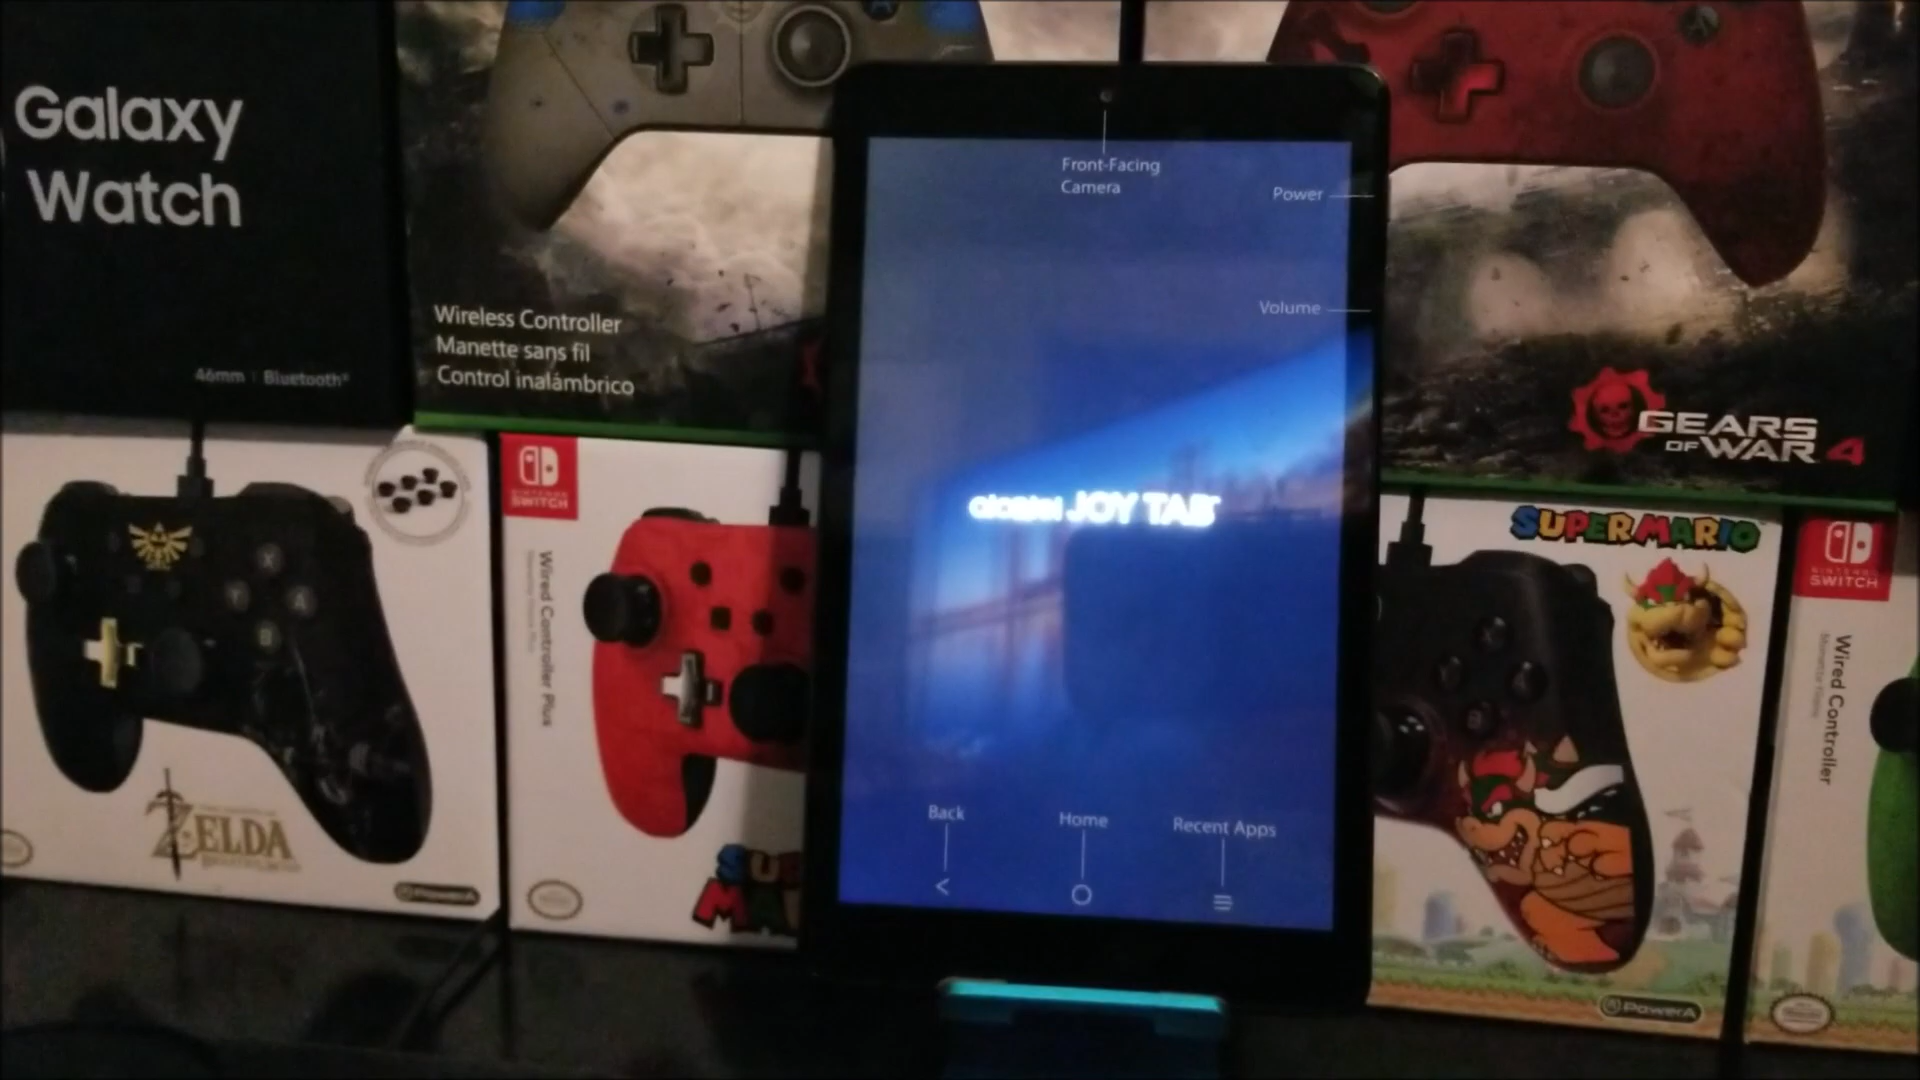 Galaxy
Watch
46mm | Bluetooth®
Wireless Controller
Manette sans fil
Control inalámbrico
Front-Facing
Camera
Power
Volume
alcatel JOY TAB
Back
Home
Recent Apps
GEARS
OF WAR 4
ZELDA
PowerA
NINTENDO
SWITCH
Wired Controller Plus
SUPER MARIO
PowerA
NINTENDO
SWITCH
Wired Controller